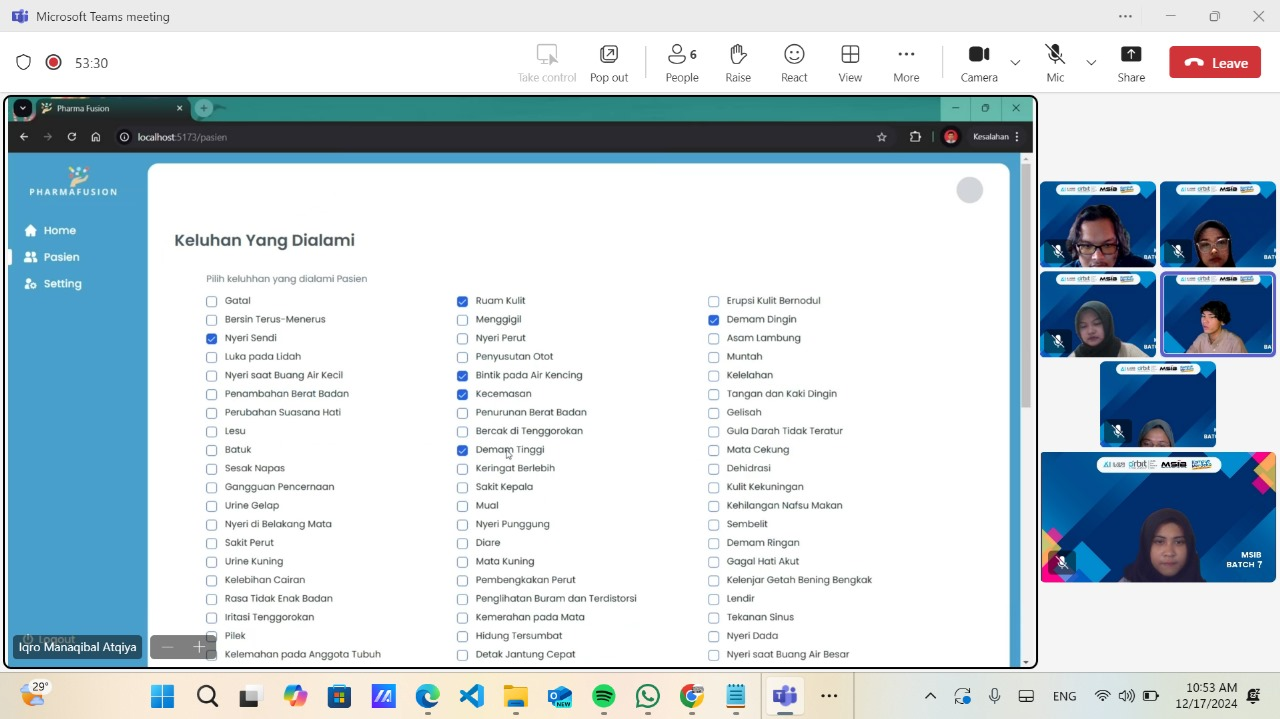 Microsoft Teams meeting
53:30
Take control
Pop out
6
People
Raise
React
View
More
Camera
Mic
Share
Leave
Pharma Fusion
localhost:5173/pasien
Kesalahan
PHARMAFUSION
Home
Pasien
Setting
Logout
Keluhan Yang Dialami
Pilih keluhhan yang dialami Pasien
Gatal
Ruam Kulit
Erupsi Kulit Bernodul
Bersin Terus-Menerus
Menggigil
Demam Dingin
Nyeri Sendi
Nyeri Perut
Asam Lambung
Luka pada Lidah
Penyusutan Otot
Muntah
Nyeri saat Buang Air Kecil
Bintik pada Air Kencing
Kelelahan
Penambahan Berat Badan
Kecemasan
Tangan dan Kaki Dingin
Perubahan Suasana Hati
Penurunan Berat Badan
Gelisah
Lesu
Bercak di Tenggorokan
Gula Darah Tidak Teratur
Batuk
Demam Tinggi
Mata Cekung
Sesak Napas
Keringat Berlebih
Dehidrasi
Gangguan Pencernaan
Sakit Kepala
Kulit Kekuningan
Urine Gelap
Mual
Kehilangan Nafsu Makan
Nyeri di Belakang Mata
Nyeri Punggung
Sembelit
Sakit Perut
Diare
Demam Ringan
Urine Kuning
Mata Kuning
Gagal Hati Akut
Kelebihan Cairan
Pembengkakan Perut
Kelenjar Getah Bening Bengkak
Rasa Tidak Enak Badan
Penglihatan Buram dan Terdistorsi
Lendir
Iritasi Tenggorokan
Kemerahan pada Mata
Tekanan Sinus
Pilek
Hidung Tersumbat
Nyeri Dada
Kelemahan pada Anggota Tubuh
Detak Jantung Cepat
Nyeri saat Buang Air Besar
Iqro Manaqibal Atqiya
MSIB
BATCH 7
29°
NEW
ENG
10:53 AM
12/17/2024